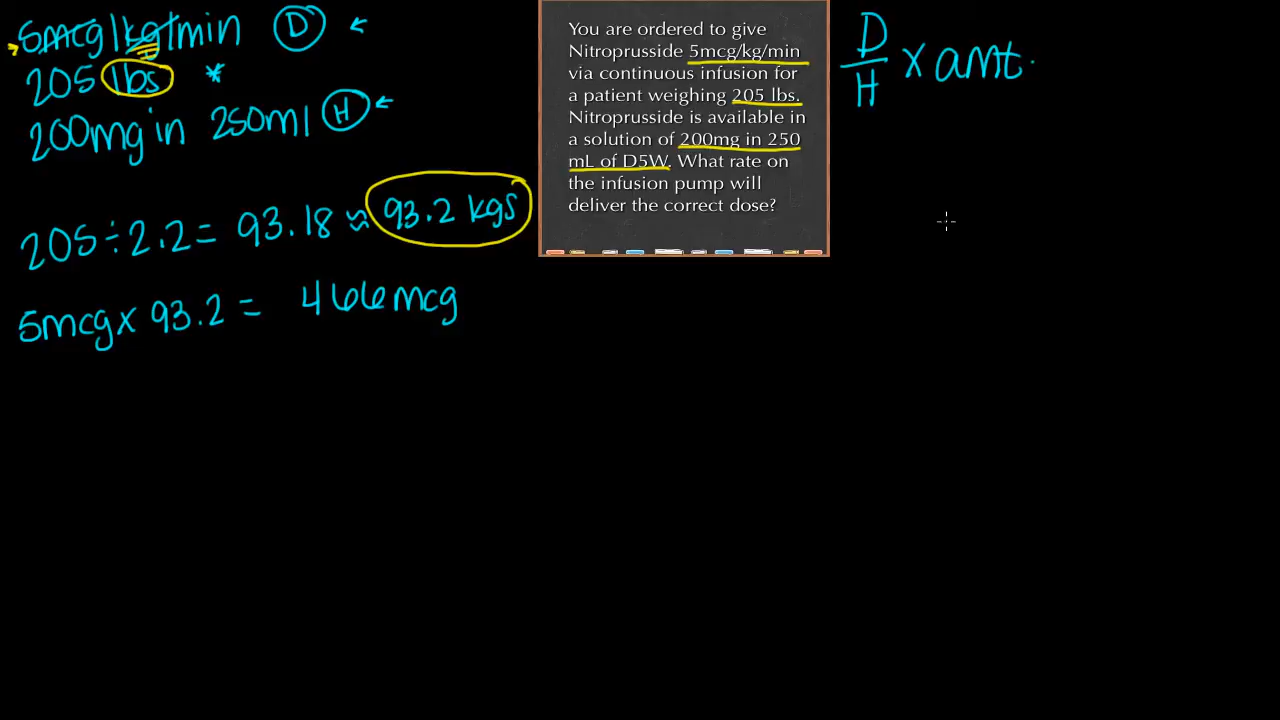 5mcg/kg/min D ←
205 lbs *
200mg in 250ml H ←
205 ÷ 2.2 = 93.18 ≈ 93.2 kgs
5mcg x 93.2 = 466mcg
You are ordered to give
Nitroprusside 5mcg/kg/min
via continuous infusion for
a patient weighing 205 lbs.
Nitroprusside is available in
a solution of 200mg in 250
mL of D5W. What rate on
the infusion pump will
deliver the correct dose?
D/H x amt.